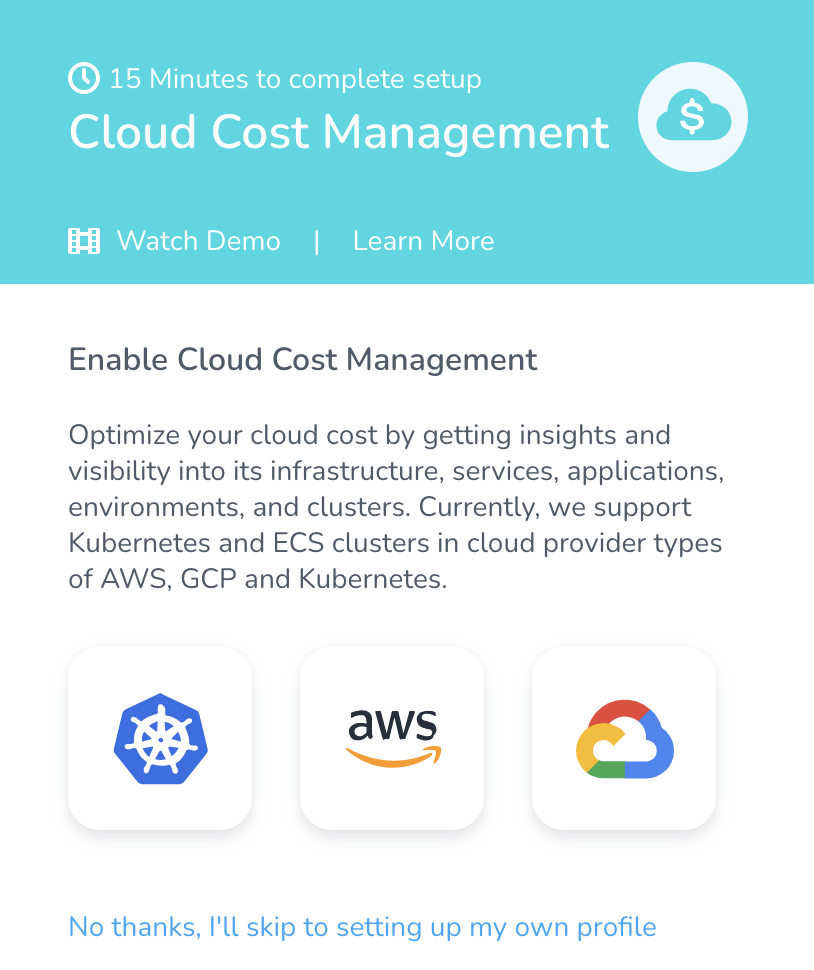 15 Minutes to complete setup
Cloud Cost Management
$
Watch Demo | Learn More
Enable Cloud Cost Management
Optimize your cloud cost by getting insights and
visibility into its infrastructure, services, applications,
environments, and clusters. Currently, we support
Kubernetes and ECS clusters in cloud provider types
of AWS, GCP and Kubernetes.
aws
No thanks, I'll skip to setting up my own profile